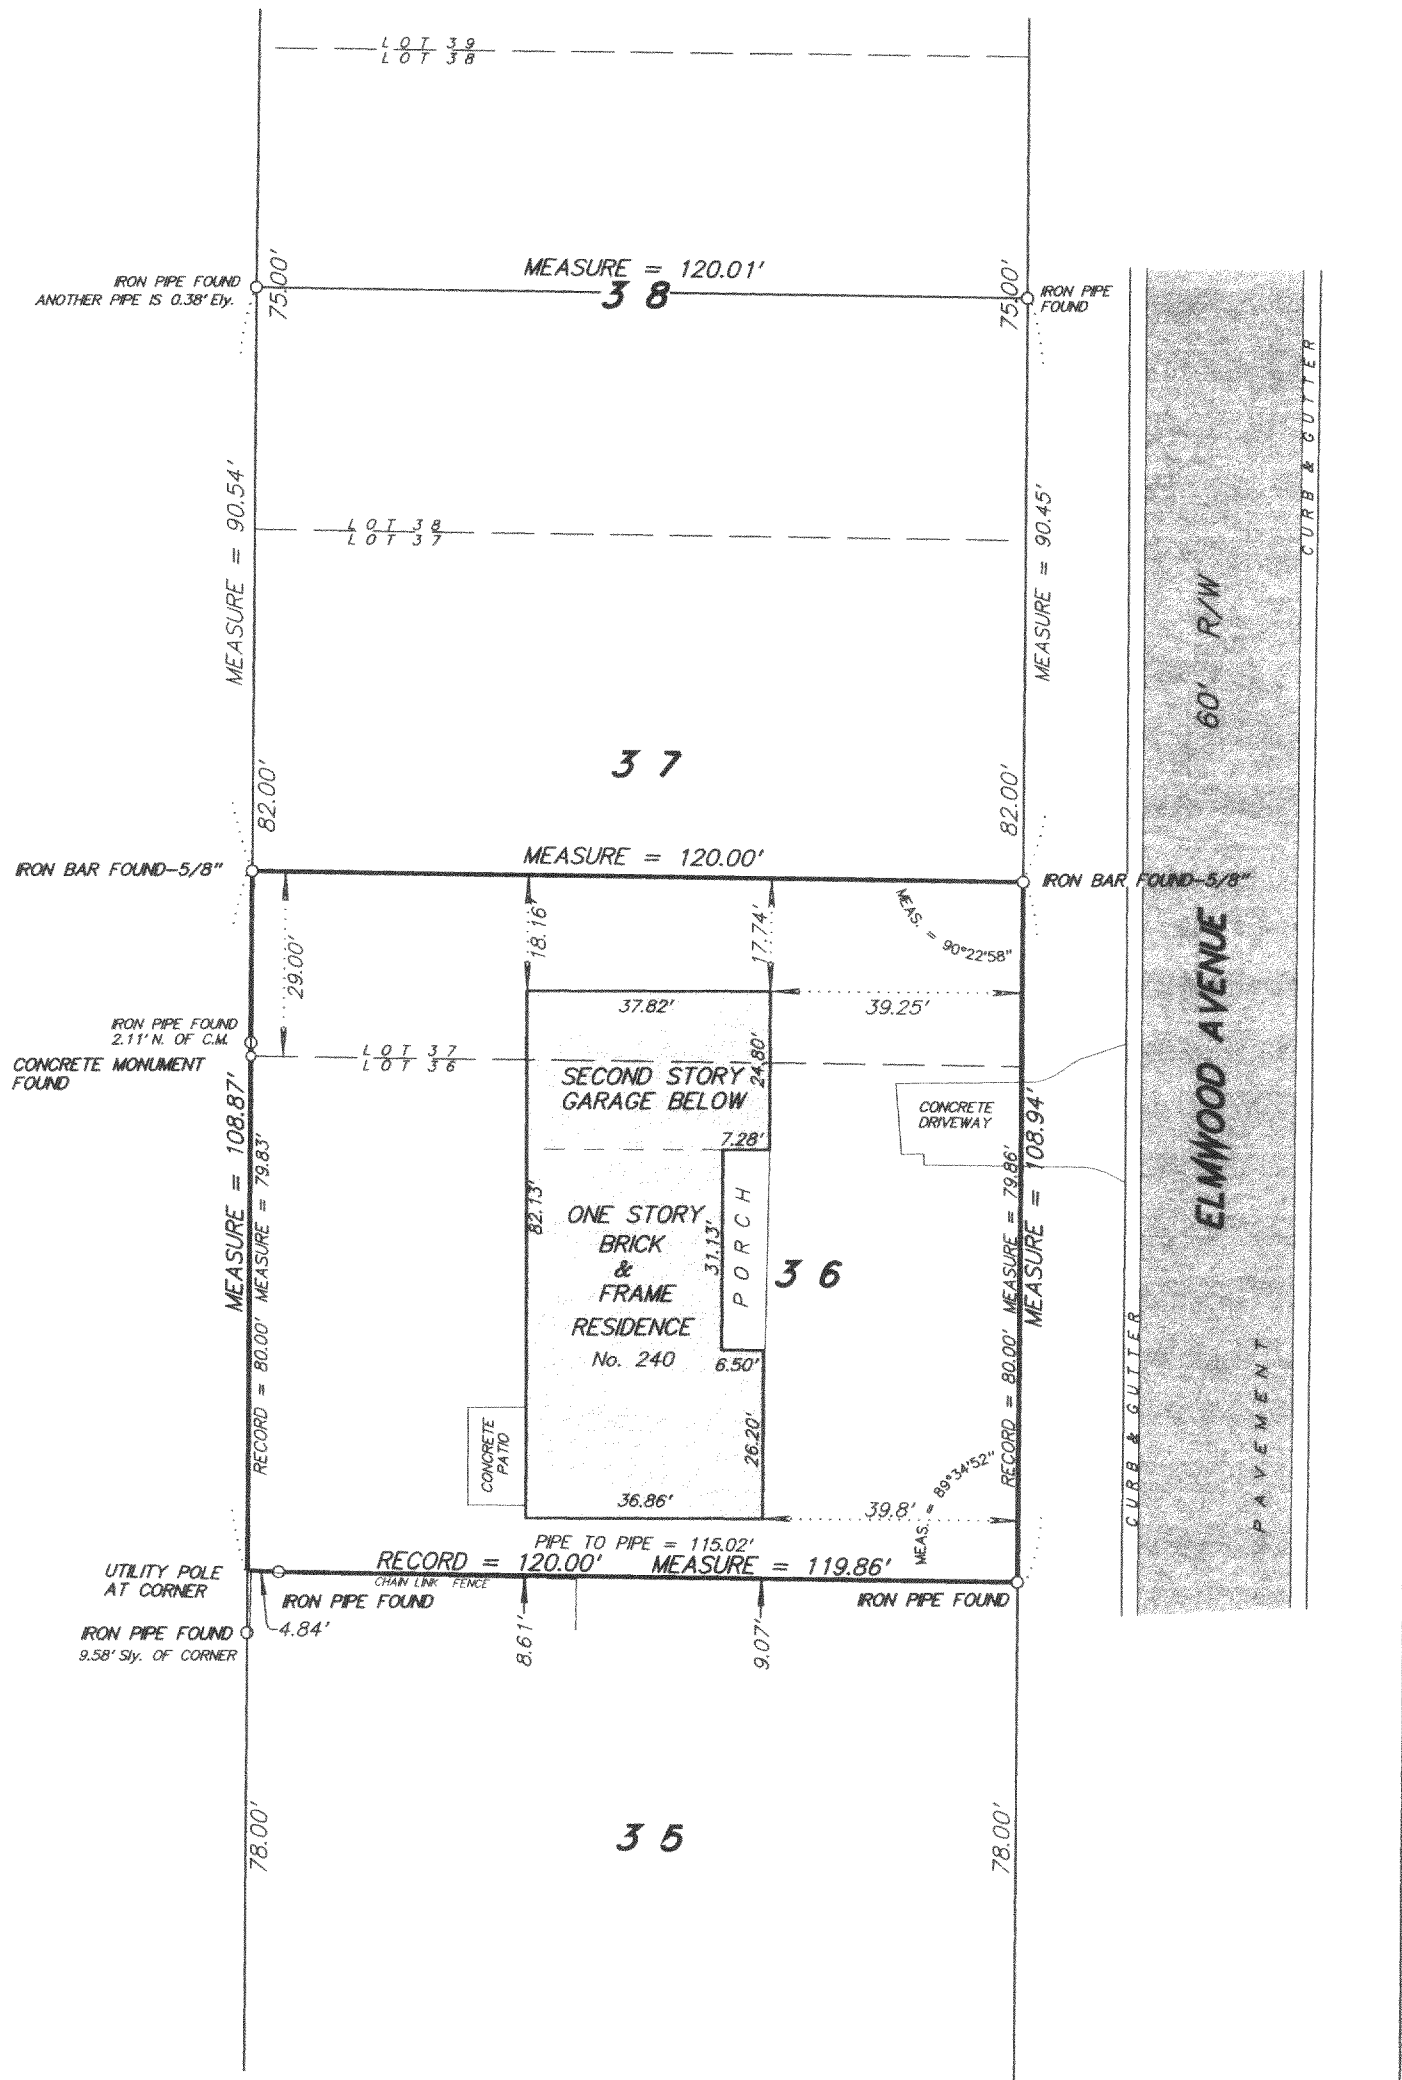 LOT 39
LOT 38
MEASURE = 120.01'
IRON PIPE FOUND
ANOTHER PIPE IS 0.38' Ely.
75.00'
38
75.00'
IRON PIPE
FOUND
CURB & GUTTER
MEASURE = 90.54'
LOT 38
LOT 37
MEASURE = 90.45'
60' R/W
37
82.00'
82.00'
IRON BAR FOUND-5/8"
MEASURE = 120.00'
IRON BAR FOUND-5/8"
29.00'
18.16'
17.74'
MEAS. = 90°22'58"
ELMWOOD AVENUE
37.82'
39.25'
IRON PIPE FOUND
2.11' N. OF C.M.
CONCRETE MONUMENT
FOUND
LOT 37
LOT 36
24.80'
SECOND STORY
GARAGE BELOW
CONCRETE
DRIVEWAY
7.28'
MEASURE = 108.87'
RECORD = 80.00' MEASURE = 79.83'
82.13'
ONE STORY
BRICK
&
FRAME
RESIDENCE
No. 240
31.13'
PORCH
36
RECORD = 80.00' MEASURE = 79.86'
MEASURE = 108.94'
6.50'
CURB & GUTTER
PAVEMENT
CONCRETE
PATIO
26.20'
36.86'
39.8'
MEAS. = 89°34'52"
PIPE TO PIPE = 115.02'
RECORD = 120.00' MEASURE = 119.86'
CHAIN LINK FENCE
UTILITY POLE
AT CORNER
IRON PIPE FOUND
IRON PIPE FOUND
4.84'
IRON PIPE FOUND
9.58' Sly. OF CORNER
8.61'
9.07'
78.00'
35
78.00'